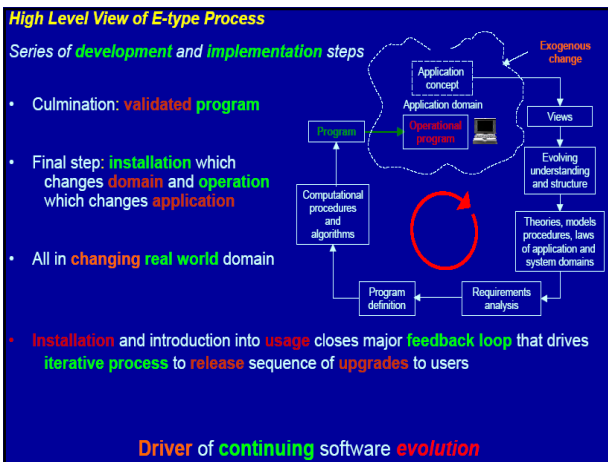 High Level View of E-type Process
Series of development and implementation steps
• Culmination: validated program
• Final step: installation which
changes domain and operation
which changes application
• All in changing real world domain
Exogenous
change
Application
concept
Application domain
Operational
program
Program
Views
Evolving
understanding
and structure
Computational
procedures
and
algorithms
Theories, models
procedures, laws
of application and
system domains
Program
definition
Requirements
analysis
• Installation and introduction into usage closes major feedback loop that drives
iterative process to release sequence of upgrades to users
Driver of continuing software evolution